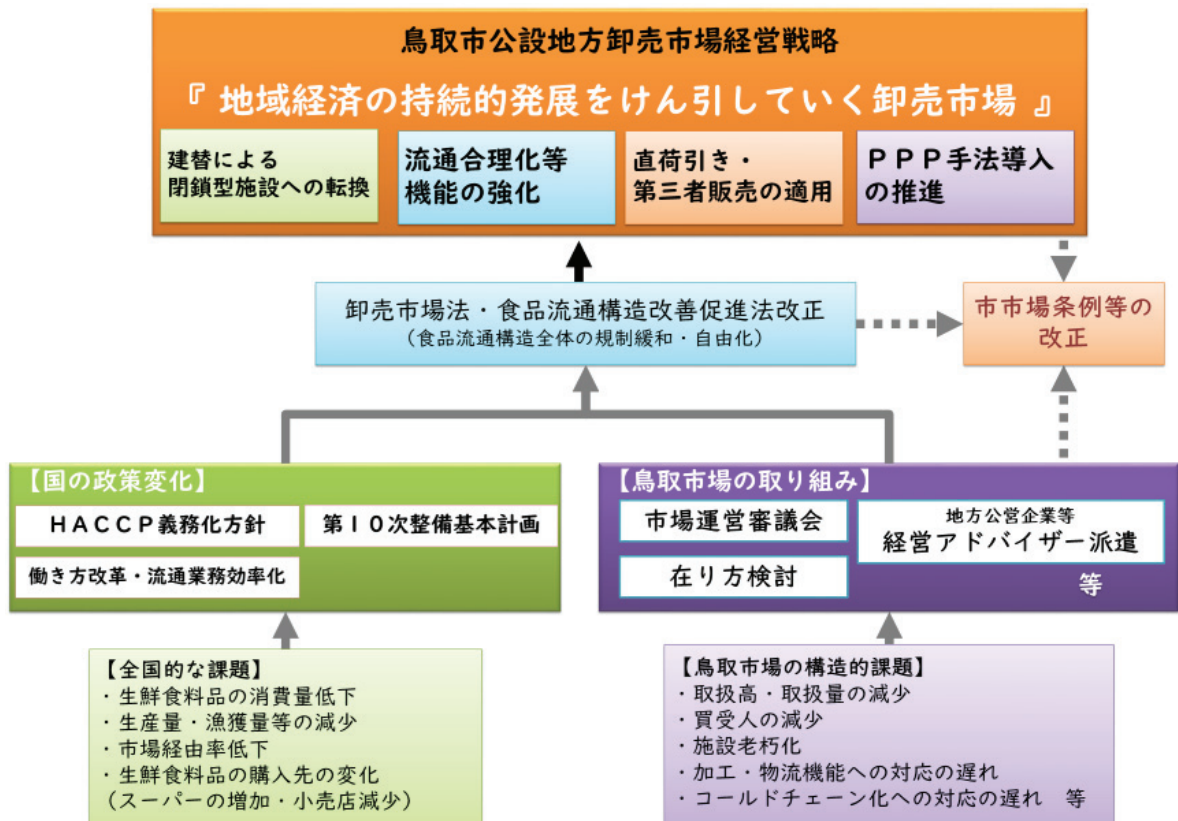 鳥取市公設地方卸売市場経営戦略
『 地域経済の持続的発展をけん引していく卸売市場 』
建替による
閉鎖型施設への転換
流通合理化等
機能の強化
直荷引き・
第三者販売の適用
ＰＰＰ手法導入
の推進
卸売市場法・食品流通構造改善促進法改正
（食品流通構造全体の規制緩和・自由化）
市市場条例等の
改正
【国の政策変化】
ＨＡＣＣＰ義務化方針
第１０次整備基本計画
働き方改革・流通業務効率化
【鳥取市場の取り組み】
市場運営審議会
在り方検討
地方公営企業等
経営アドバイザー派遣
等
【全国的な課題】
・生鮮食料品の消費量低下
・生産量・漁獲量等の減少
・市場経由率低下
・生鮮食料品の購入先の変化
（スーパーの増加・小売店減少）
【鳥取市場の構造的課題】
・取扱高・取扱量の減少
・買受人の減少
・施設老朽化
・加工・物流機能への対応の遅れ
・コールドチェーン化への対応の遅れ　等